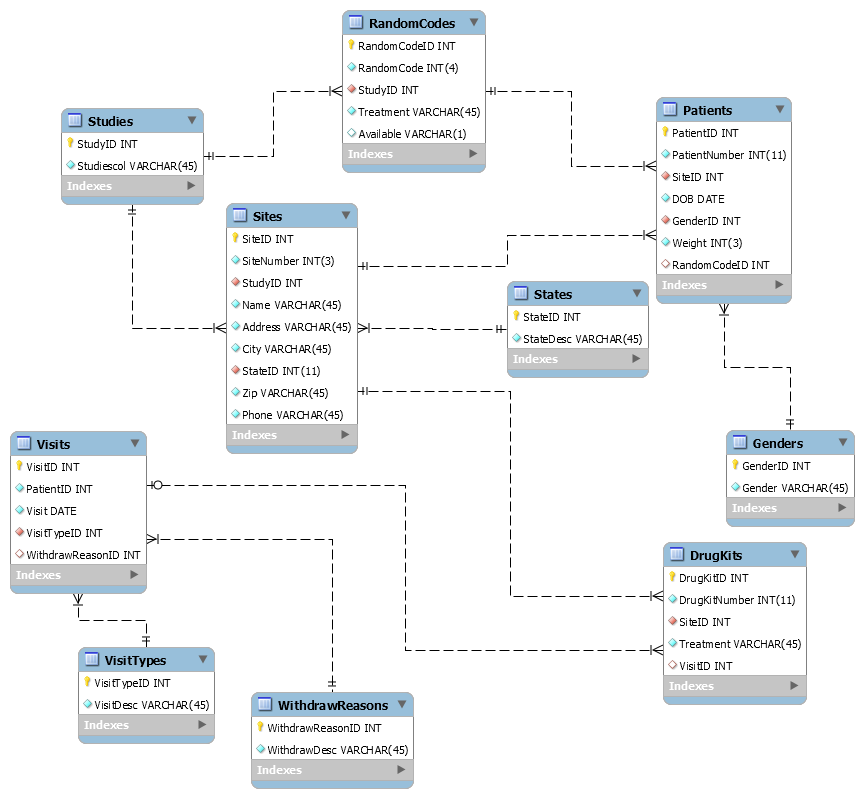 RandomCodes
RandomCodeID INT
RandomCode INT(4)
StudyID INT
Treatment VARCHAR(45)
Available VARCHAR(1)
Indexes
Studies
StudyID INT
Studiescol VARCHAR(45)
Indexes
Patients
PatientID INT
PatientNumber INT(11)
SiteID INT
DOB DATE
GenderID INT
Weight INT(3)
RandomCodeID INT
Indexes
Sites
SiteID INT
SiteNumber INT(3)
StudyID INT
Name VARCHAR(45)
Address VARCHAR(45)
City VARCHAR(45)
StateID INT(11)
Zip VARCHAR(45)
Phone VARCHAR(45)
Indexes
States
StateID INT
StateDesc VARCHAR(45)
Indexes
Visits
VisitID INT
PatientID INT
Visit DATE
VisitTypeID INT
WithdrawReasonID INT
Indexes
Genders
GenderID INT
Gender VARCHAR(45)
Indexes
DrugKits
DrugKitID INT
DrugKitNumber INT(11)
SiteID INT
Treatment VARCHAR(45)
VisitID INT
Indexes
VisitTypes
VisitTypeID INT
VisitDesc VARCHAR(45)
Indexes
WithdrawReasons
WithdrawReasonID INT
WithdrawDesc VARCHAR(45)
Indexes